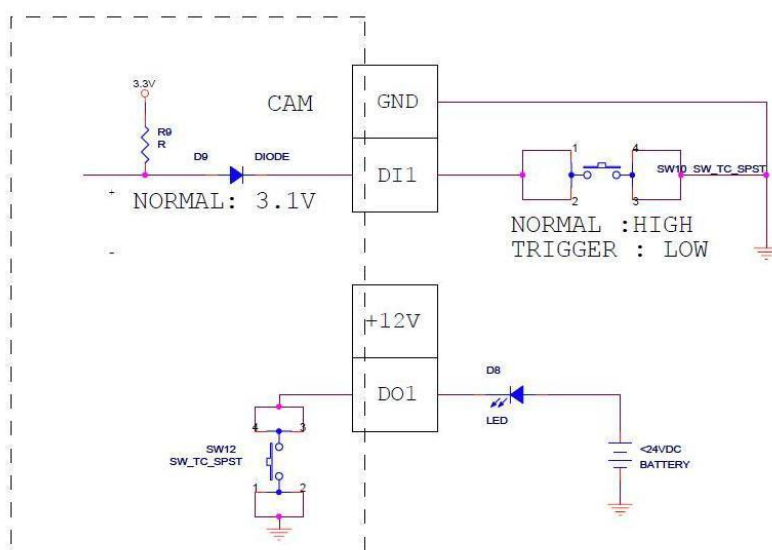 3.3V
R9
R
CAM
GND
D9
DIODE
DI1
+
-
NORMAL: 3.1V
1
4
2
3
SW10
SW_TC_SPST
NORMAL :HIGH
TRIGGER : LOW
+12V
DO1
D8
LED
4
3
SW12
SW_TC_SPST
1
2
<24VDC
BATTERY